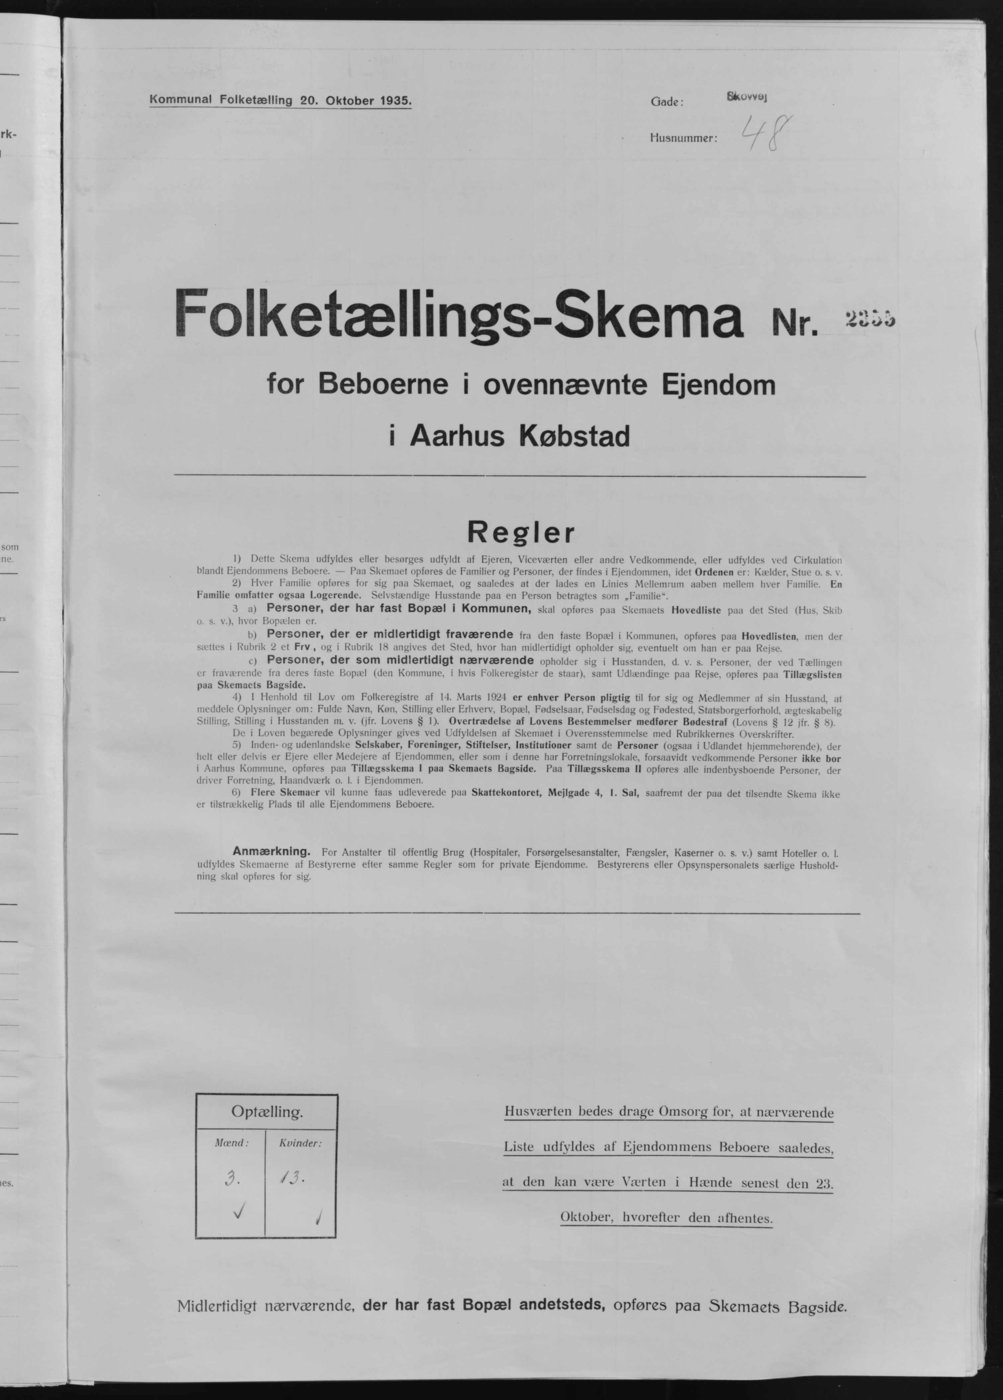 Kommunal Folketælling 20. Oktober 1935.
Gade: Skovvej
Husnummer: 48
Folketællings-Skema Nr. 2355
for Beboerne i ovennævnte Ejendom
i Aarhus Købstad
Regler
1) Dette Skema udfyldes eller besørges udfyldt af Ejeren, Viceværten eller andre Vedkommende, eller udfyldes ved Cirkulation
blandt Ejendommens Beboere. — Paa Skemaet opføres de Familier og Personer, der findes i Ejendommen, idet Ordenen er: Kælder, Stue o. s. v.
2) Hver Familie opføres for sig paa Skemaet, og saaledes at der lades en Linies Mellemrum aaben mellem hver Familie. En
Familie omfatter ogsaa Logerende. Selvstændige Husstande paa en Person betragtes som „Familie“.
3 a) Personer, der har fast Bopæl i Kommunen, skal opføres paa Skemaets Hovedliste paa det Sted (Hus, Skib
o. s. v.), hvor Bopælen er.
b) Personer, der er midlertidigt fraværende fra den faste Bopæl i Kommunen, opføres paa Hovedlisten, men der
sættes i Rubrik 2 et Frv., og i Rubrik 18 angives det Sted, hvor han midlertidigt opholder sig, eventuelt om han er paa Rejse.
c) Personer, der som midlertidigt nærværende opholder sig i Husstanden, d. v. s. Personer, der ved Tællingen
er fraværende fra deres faste Bopæl (den Kommune, i hvis Folkeregister de staar), samt Udlændinge paa Rejse, opføres paa Tillægslisten
paa Skemaets Bagside.
4) I Henhold til Lov om Folkeregistre af 14. Marts 1924 er enhver Person pligtig til for sig og Medlemmer af sin Husstand, at
meddele Oplysninger om: Fulde Navn, Køn, Stilling eller Erhverv, Bopæl, Fødselsaar, Fødselsdag og Fødested, Statsborgerforhold, ægteskabelig
Stilling, Stilling i Husstanden m. v. (jfr. Lovens § 1). Overtrædelse af Lovens Bestemmelser medfører Bødestraf (Lovens § 12 jfr. § 8).
De i Loven begærede Oplysninger gives ved Udfyldelsen af Skemaet i Overensstemmelse med Rubrikkernes Overskrifter.
5) Inden- og udenlandske Selskaber, Foreninger, Stiftelser, Institutioner samt de Personer (ogsaa i Udlandet hjemmehørende), der
helt eller delvis er Ejere eller Medejere af Ejendommen, eller som i denne har Forretningslokale, forsaavidt vedkommende Personer ikke bor
i Aarhus Kommune, opføres paa Tillægsskema I paa Skemaets Bagside. Paa Tillægsskema II opføres alle indenbysboende Personer, der
driver Forretning, Haandværk o. l. i Ejendommen.
6) Flere Skemaer vil kunne faas udleverede paa Skattekontoret, Mejlgade 4, 1. Sal, saafremt der paa det tilsendte Skema ikke
er tilstrækkelig Plads til alle Ejendommens Beboere.
Anmærkning. For Anstalter til offentlig Brug (Hospitaler, Forsørgelsesanstalter, Fængsler, Kaserner o. s. v.) samt Hoteller o. l.
udfyldes Skemaerne af Bestyrerne efter samme Regler som for private Ejendomme. Bestyrerens eller Opsynspersonalets særlige Hushold-
ning skal opføres for sig.
Optælling.
Mænd: Kvinder:
3. 13.
Husværten bedes drage Omsorg for, at nærværende
Liste udfyldes af Ejendommens Beboere saaledes,
at den kan være Værten i Hænde senest den 23.
Oktober, hvorefter den afhentes.
Midlertidigt nærværende, der har fast Bopæl andetsteds, opføres paa Skemaets Bagside.
rk-
som
ne.
rs
es.